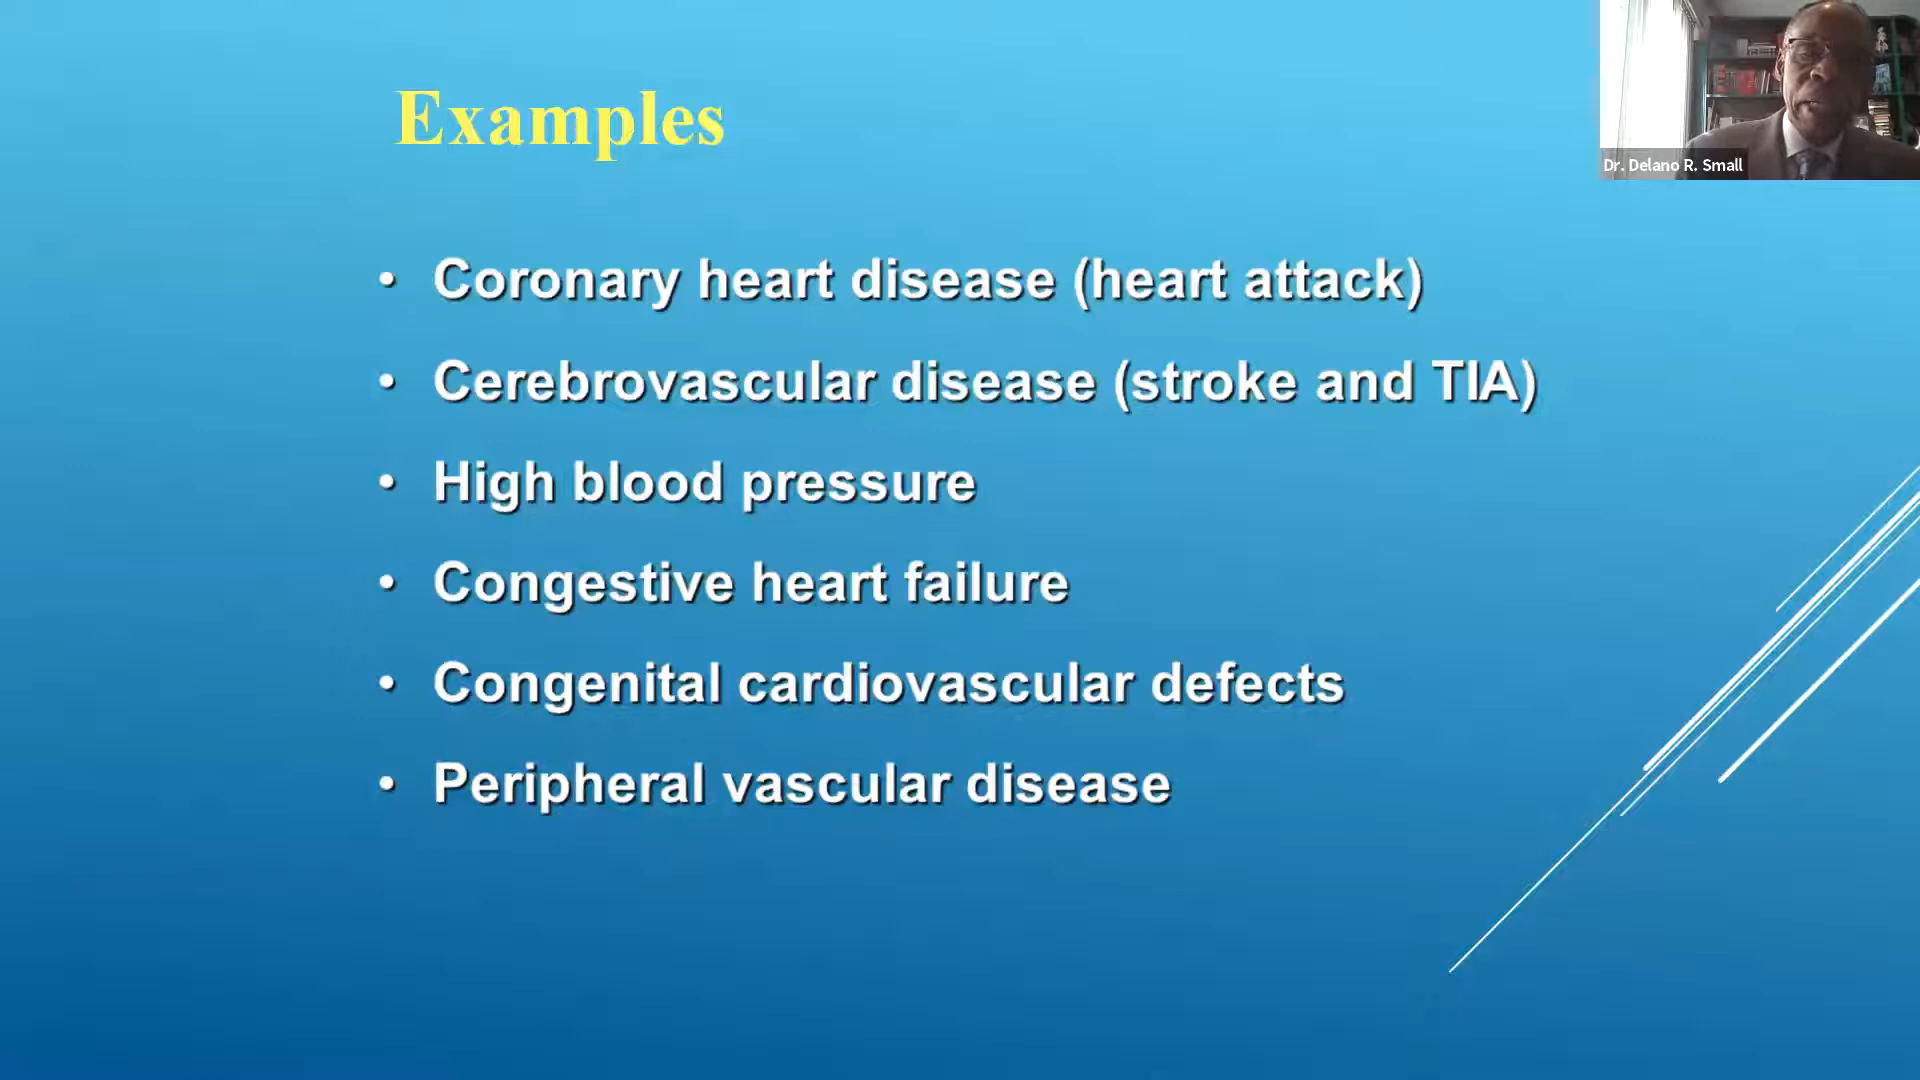 Examples
Dr. Delano R. Small
• Coronary heart disease (heart attack)
• Cerebrovascular disease (stroke and TIA)
• High blood pressure
• Congestive heart failure
• Congenital cardiovascular defects
• Peripheral vascular disease